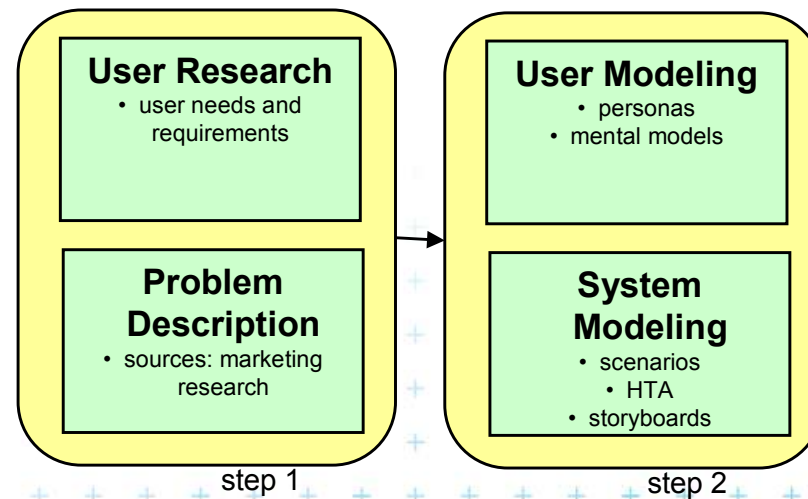 User Research
• user needs and
requirements
Problem
Description
• sources: marketing
research
step 1
User Modeling
• personas
• mental models
System
Modeling
• scenarios
• HTA
• storyboards
step 2